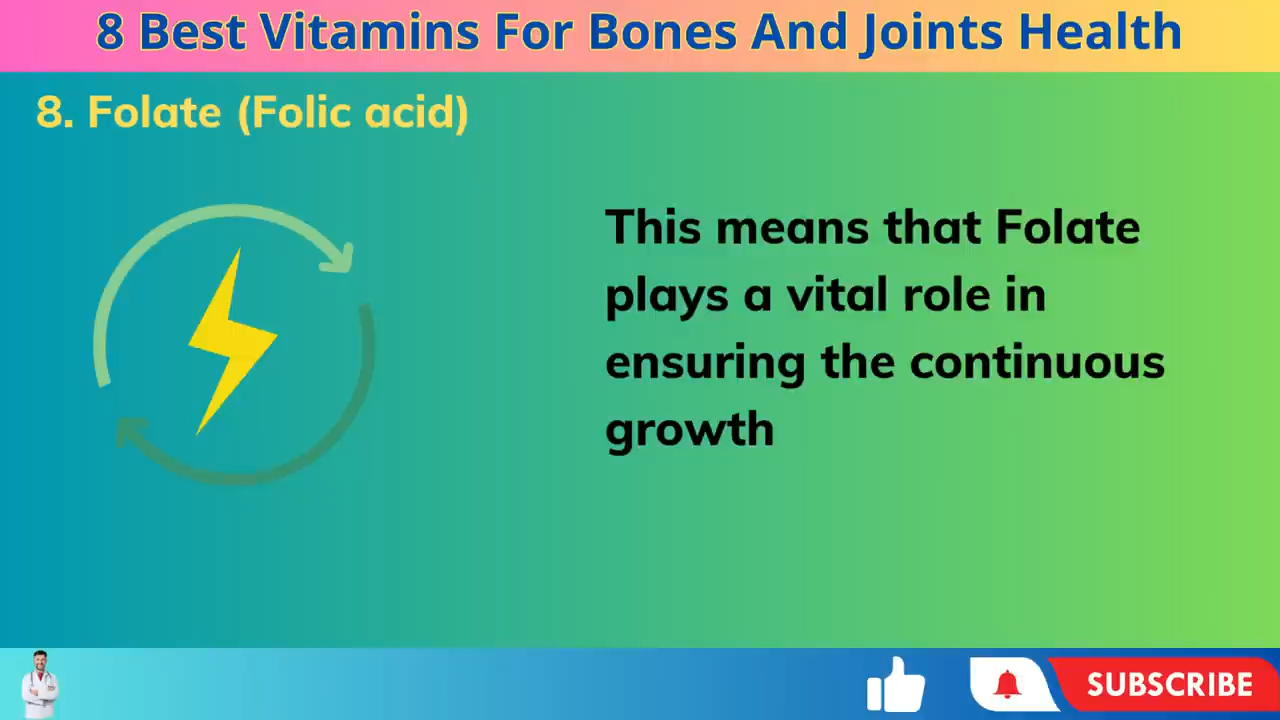 8 Best Vitamins For Bones And Joints Health
8. Folate (Folic acid)
This means that Folate
plays a vital role in
ensuring the continuous
growth
SUBSCRIBE